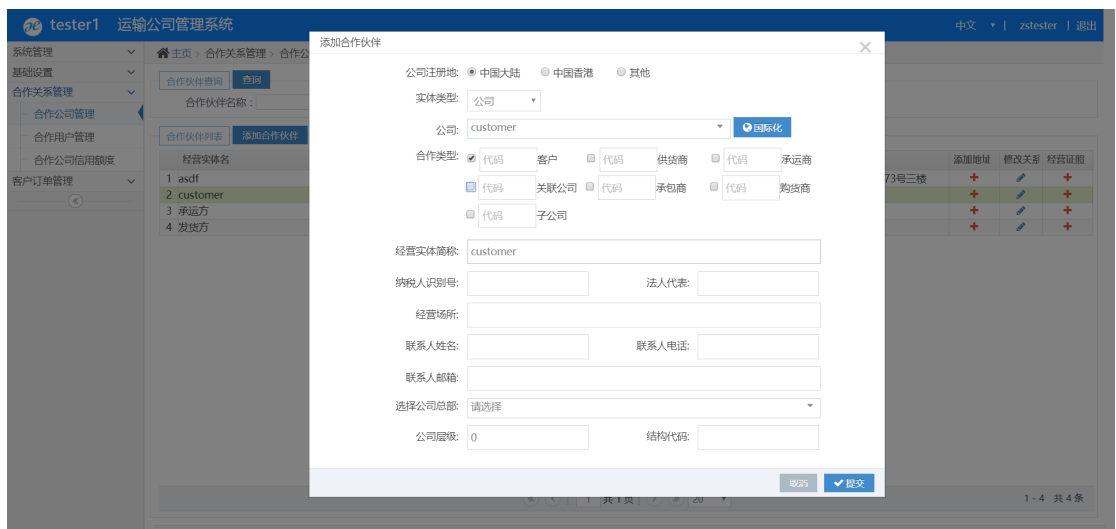 tester1 运输公司管理系统 中文 | zstester | 退出
系统管理
基础设置
合作关系管理
合作公司管理
合作用户管理
合作公司信用额度
客户订单管理
主页 > 合作关系管理 > 合作公
合作伙伴查询 查询
合作伙伴名称：
合作伙伴列表 添加合作伙伴
经营实体名 添加地址 修改关系 经营证照
1 asdf 73号三楼
2 customer
3 承运方
4 发货方
添加合作伙伴
公司注册地: 中国大陆 中国香港 其他
实体类型: 公司
公司: customer 国际化
合作类型: 代码 客户 代码 供货商 代码 承运商
代码 关联公司 代码 承包商 代码 购货商
代码 子公司
经营实体简称: customer
纳税人识别号: 法人代表:
经营场所:
联系人姓名: 联系人电话:
联系人邮箱:
选择公司总部: 请选择
公司层级: 0 结构代码:
取消 提交
1 共1页 20 1 - 4 共4条